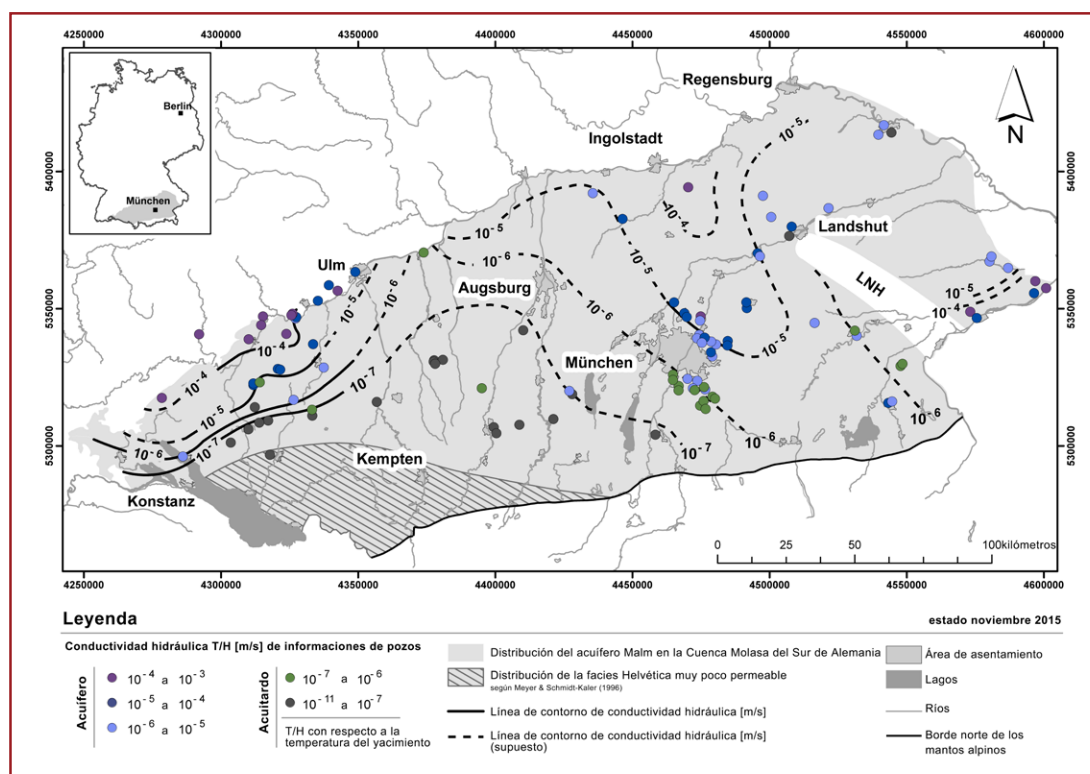 4250000 4300000 4350000 4400000 4450000 4500000 4550000 4600000
Berlin
München
Regensburg
N
Ingolstadt
5400000
5400000
10⁻⁵
10⁻⁵
10⁻⁴
10⁻⁶
10⁻⁵
Landshut
Ulm
10⁻⁶
Augsburg
LNH
10⁻⁵
10⁻⁵
10⁻⁶
10⁻⁴
5350000
5350000
10⁻⁴
München
10⁻⁵
10⁻⁴
10⁻⁷
10⁻⁵
10⁻⁶
10⁻⁶
10⁻⁷
10⁻⁶
10⁻⁷
5300000
5300000
Kempten
Konstanz
0 25 50 100kilómetros
4250000 4300000 4350000 4400000 4450000 4500000 4550000 4600000
Leyenda
estado noviembre 2015
Conductividad hidráulica T/H [m/s] de informaciones de pozos
Acuífero
10⁻⁴ a 10⁻³
10⁻⁵ a 10⁻⁴
10⁻⁶ a 10⁻⁵
Acuitardo
10⁻⁷ a 10⁻⁶
10⁻¹¹ a 10⁻⁷
T/H con respecto a la
temperatura del yacimiento
Distribución del acuífero Malm en la Cuenca Molasa del Sur de Alemania
Distribución de la facies Helvética muy poco permeable
según Meyer & Schmidt-Kaler (1996)
Línea de contorno de conductividad hidráulica [m/s]
Línea de contorno de conductividad hidráulica [m/s]
(supuesto)
Área de asentamiento
Lagos
Ríos
Borde norte de los
mantos alpinos